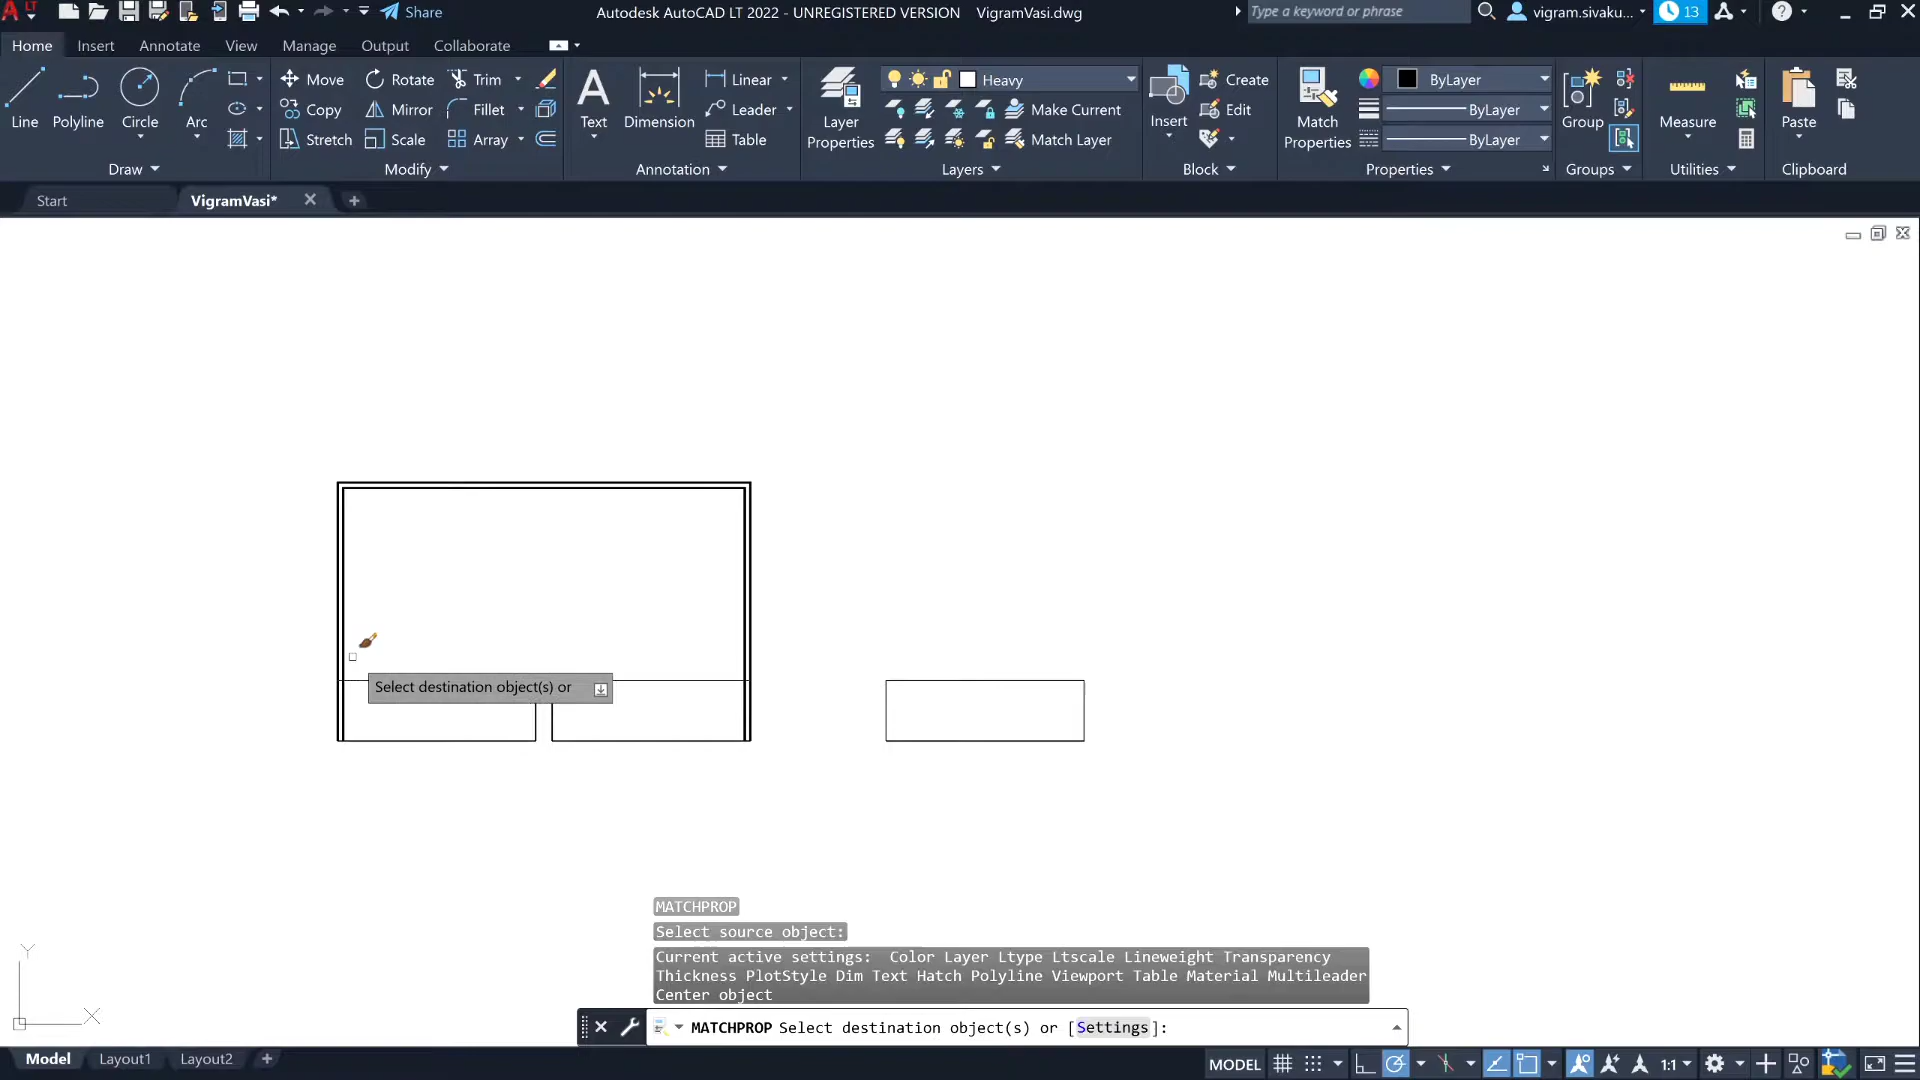 LT
Share
Autodesk AutoCAD LT 2022 - UNREGISTERED VERSION VigramVasi.dwg
Type a keyword or phrase
vigram.sivaku...
13
Home Insert Annotate View Manage Output Collaborate
Line
Polyline
Circle
Arc
Move Rotate Trim
Copy Mirror Fillet
Stretch Scale Array
Text
Dimension
Linear
Leader
Table
Layer
Properties
Heavy
Make Current
Match Layer
Insert
Create
Edit
Match
Properties
ByLayer
ByLayer
ByLayer
Group
Measure
Paste
Draw Modify Annotation Layers Block Properties Groups Utilities Clipboard
Start VigramVasi*
Select destination object(s) or
MATCHPROP
Select source object:
Current active settings: Color Layer Ltype Ltscale Lineweight Transparency
Thickness PlotStyle Dim Text Hatch Polyline Viewport Table Material Multileader
Center object
MATCHPROP Select destination object(s) or [Settings]:
Y
X
Model Layout1 Layout2
MODEL
1:1